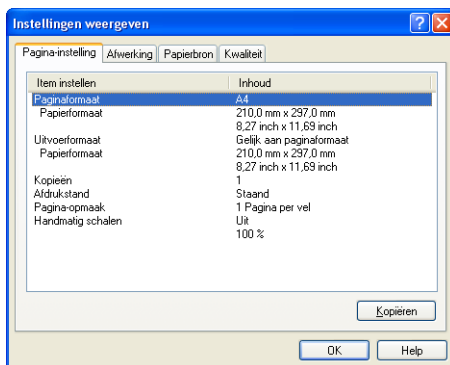 Instellingen weergeven
Pagina-instelling Afwerking Papierbron Kwaliteit
Item instellen Inhoud
Paginaformaat A4
Papierformaat 210,0 mm x 297,0 mm
8,27 inch x 11,69 inch
Uitvoerformaat Gelijk aan paginaformaat
Papierformaat 210,0 mm x 297,0 mm
8,27 inch x 11,69 inch
Kopieën 1
Afdrukstand Staand
Pagina-opmaak 1 Pagina per vel
Handmatig schalen Uit
100 %
Kopiëren
OK Help